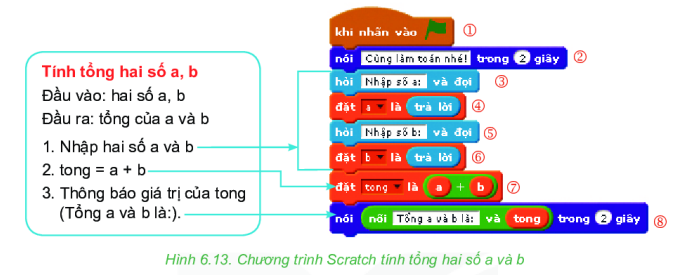 Tính tổng hai số a, b
Đầu vào: hai số a, b
Đầu ra: tổng của a và b
1. Nhập hai số a và b
2. tong = a + b
3. Thông báo giá trị của tong
(Tổng a và b là:).
khi nhấn vào ①
nói Cùng làm toán nhé! trong 2 giây ②
hỏi Nhập số a: và đợi ③
đặt a là trả lời ④
hỏi Nhập số b: và đợi ⑤
đặt b là trả lời ⑥
đặt tong là a + b ⑦
nói nối Tổng a và b là: và tong trong 2 giây ⑧
Hình 6.13. Chương trình Scratch tính tổng hai số a và b